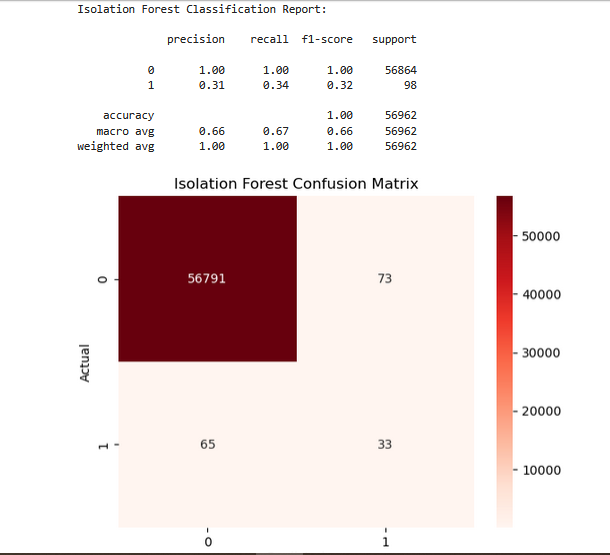 Isolation Forest Classification Report:
precision recall f1-score support
0 1.00 1.00 1.00 56864
1 0.31 0.34 0.32 98
accuracy 1.00 56962
macro avg 0.66 0.67 0.66 56962
weighted avg 1.00 1.00 1.00 56962
Isolation Forest Confusion Matrix
50000
0 56791 73
40000
30000
Actual
20000
1 65 33
10000
0 1